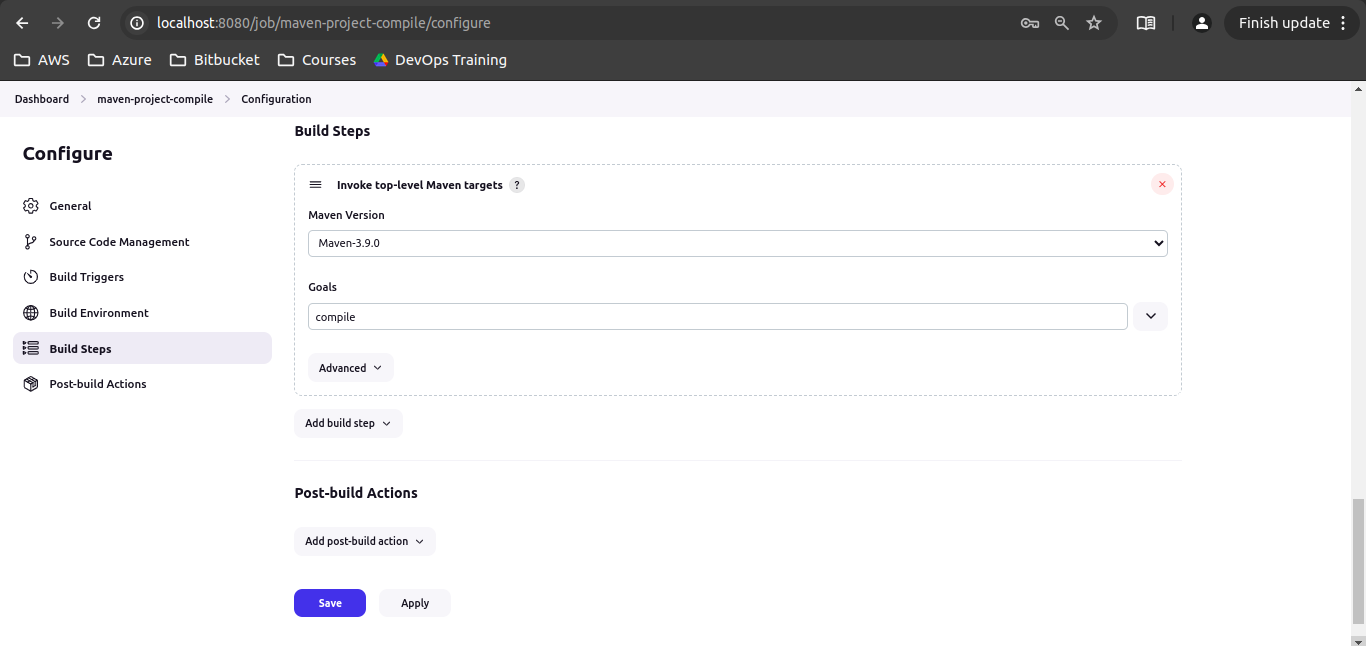 localhost:8080/job/maven-project-compile/configure
Finish update
AWS Azure Bitbucket Courses DevOps Training
Dashboard maven-project-compile Configuration
Configure
General
Source Code Management
Build Triggers
Build Environment
Build Steps
Post-build Actions
Build Steps
Invoke top-level Maven targets ?
Maven Version
Maven-3.9.0
Goals
compile
Advanced
Add build step
Post-build Actions
Add post-build action
Save Apply